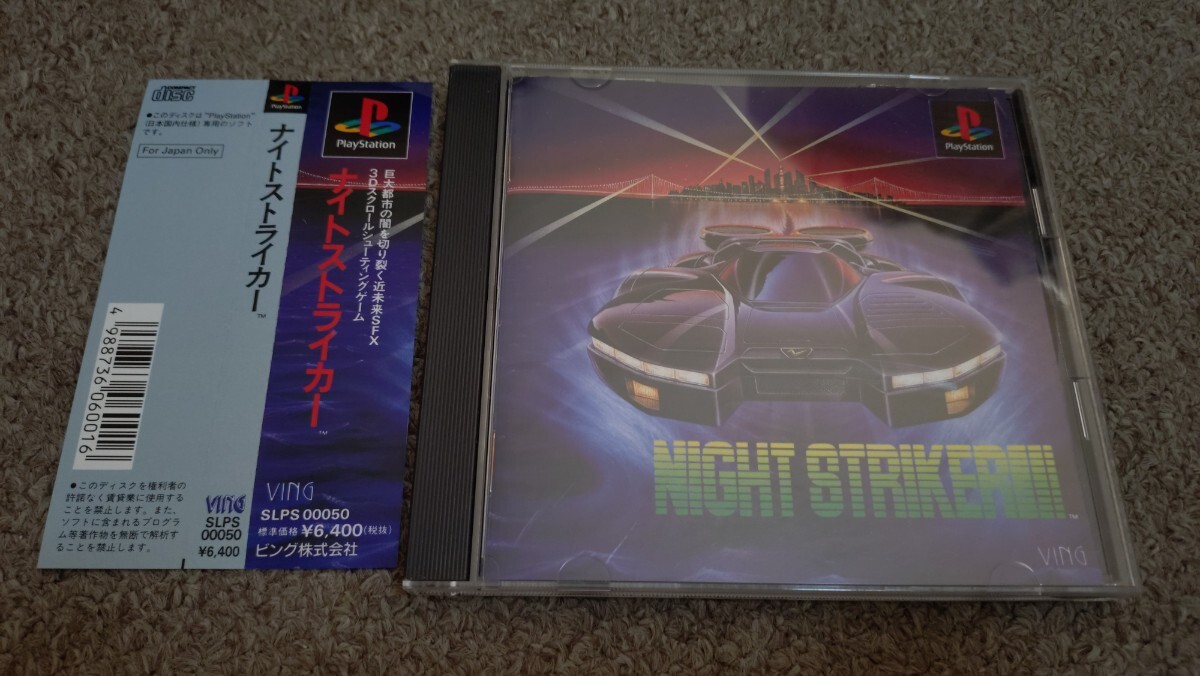 disc
●このディスクは"PlayStation"
(日本国内仕様)専用のソフト
です。
For Japan Only
4988736060016
●このディスクを権利者の
許諾なく賃貸業に使用する
ことを禁止します。また、
ソフトに含まれるプログラ
ム等著作物を無断で解析す
ることを禁止します。
PlayStation
ナイトストライカー™
VING
SLPS
00050
¥6,400
PlayStation
巨大都市の闇を切り裂く近未来SFX
3Dスクロールシューティングゲーム
ナイトストライカー™
VING
SLPS 00050
標準価格 ¥6,400(税抜)
ビング株式会社
PlayStation
NIGHT STRIKER
™
VING